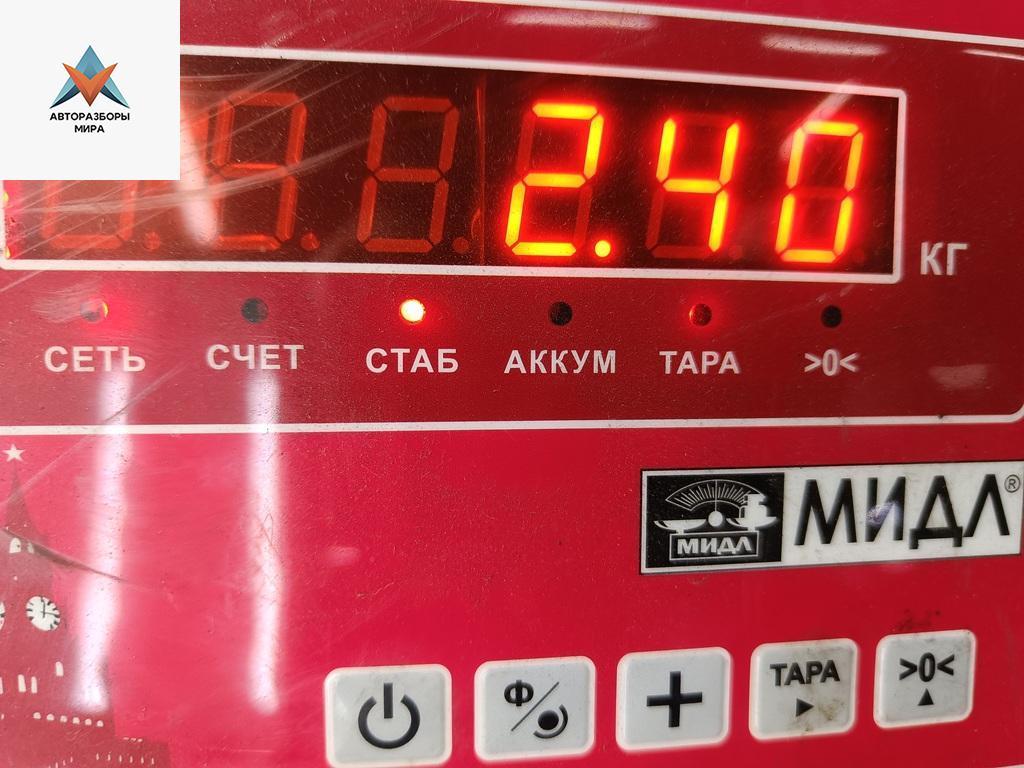 АВТОРАЗБОРЫ
МИРА
2.40
КГ
СЕТЬ СЧЕТ СТАБ АККУМ ТАРА >0<
МИДЛ МИДЛ®
Ф ТАРА >0<